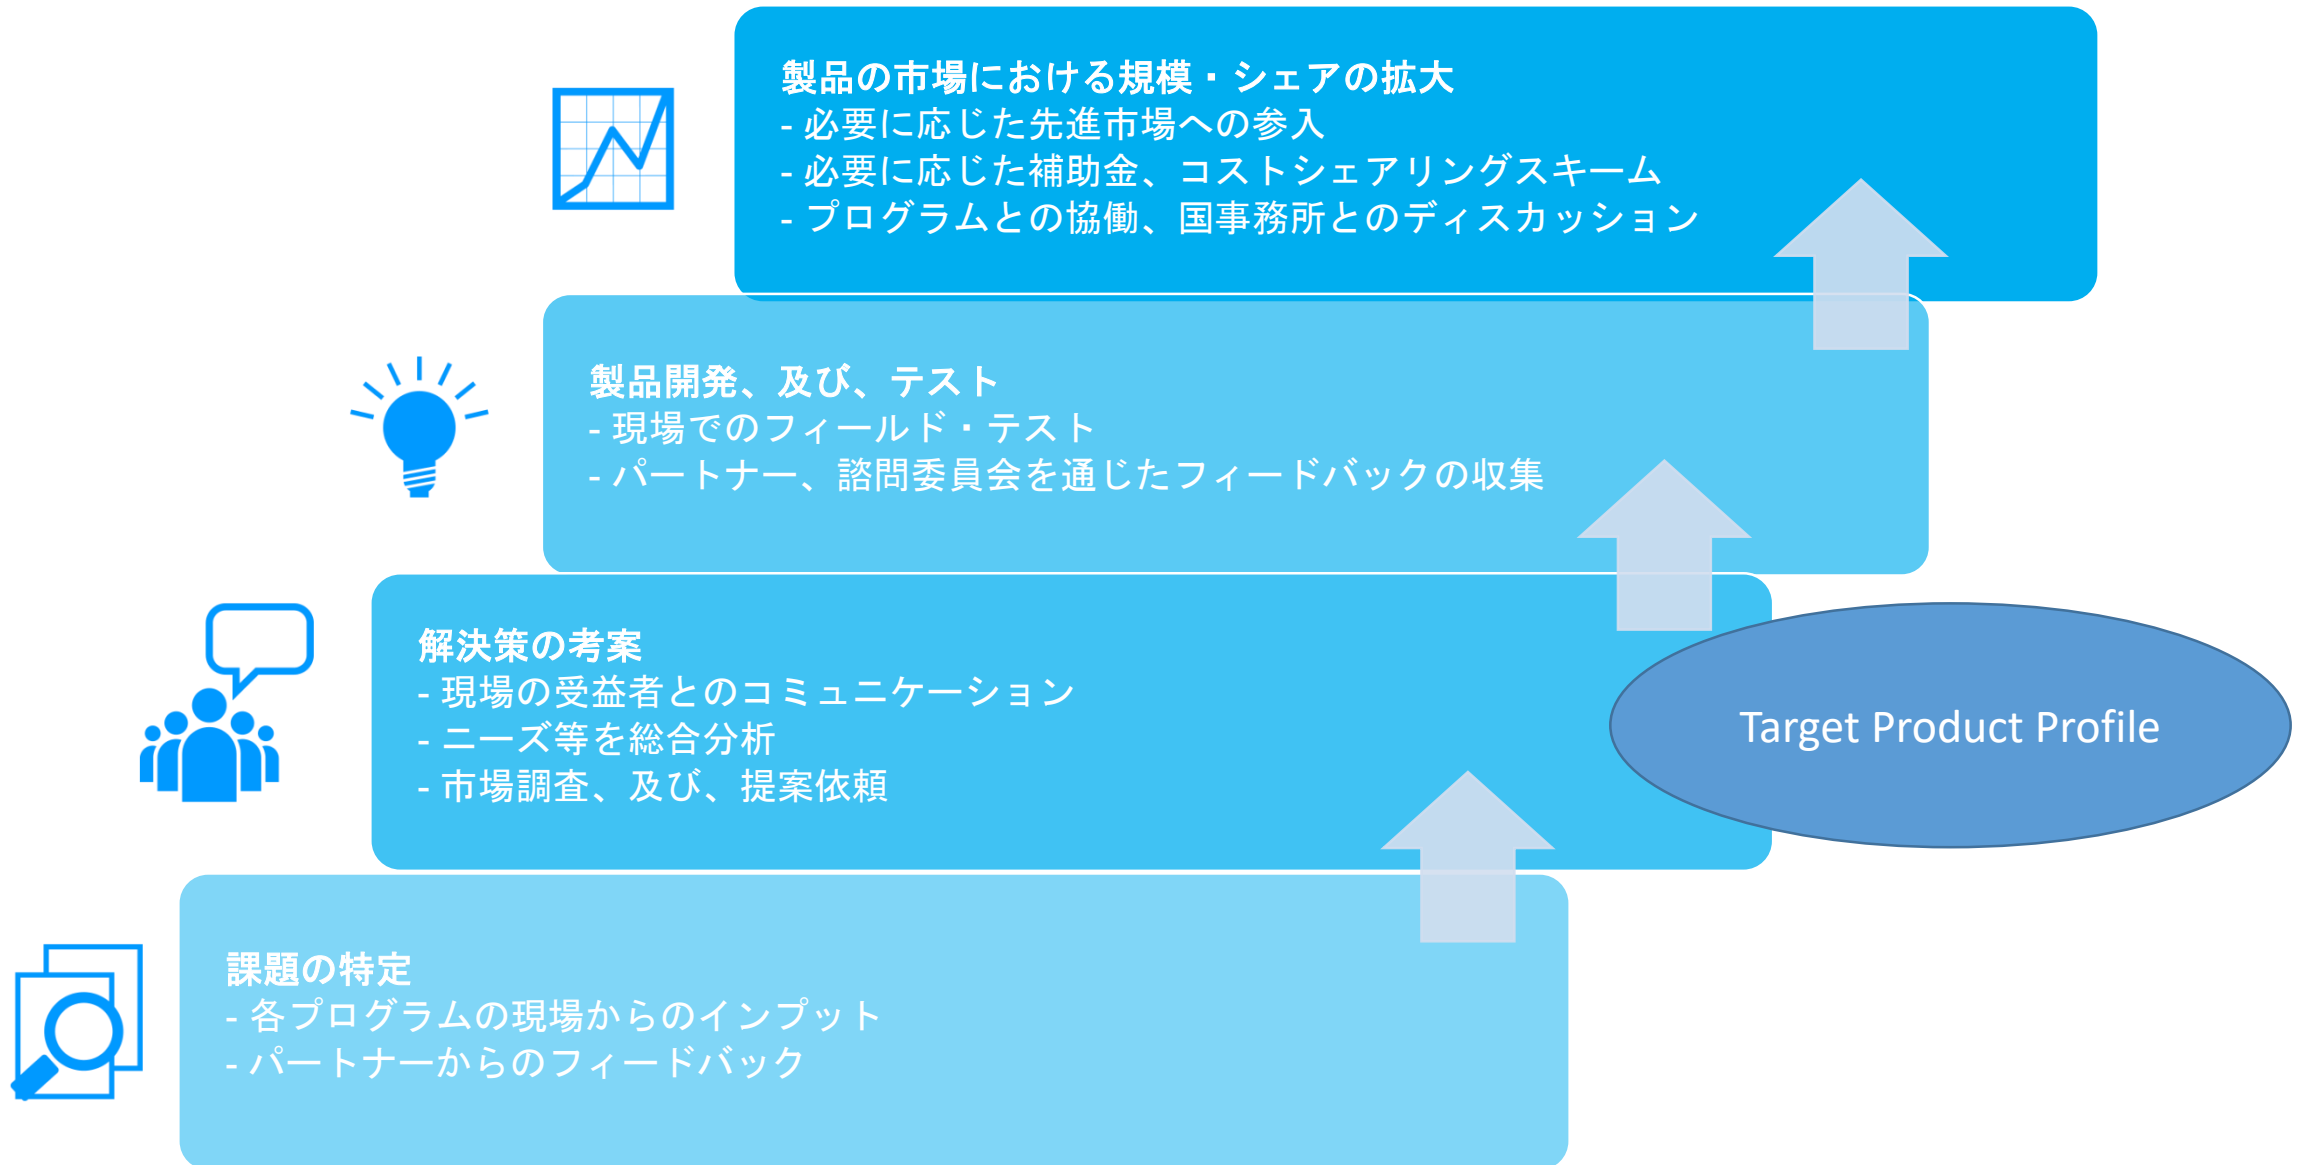 製品の市場における規模・シェアの拡大
- 必要に応じた先進市場への参入
- 必要に応じた補助金、コストシェアリングスキーム
- プログラムとの協働、国事務所とのディスカッション
製品開発、及び、テスト
- 現場でのフィールド・テスト
- パートナー、諮問委員会を通じたフィードバックの収集
解決策の考案
- 現場の受益者とのコミュニケーション
- ニーズ等を総合分析
- 市場調査、及び、提案依頼
Target Product Profile
課題の特定
- 各プログラムの現場からのインプット
- パートナーからのフィードバック